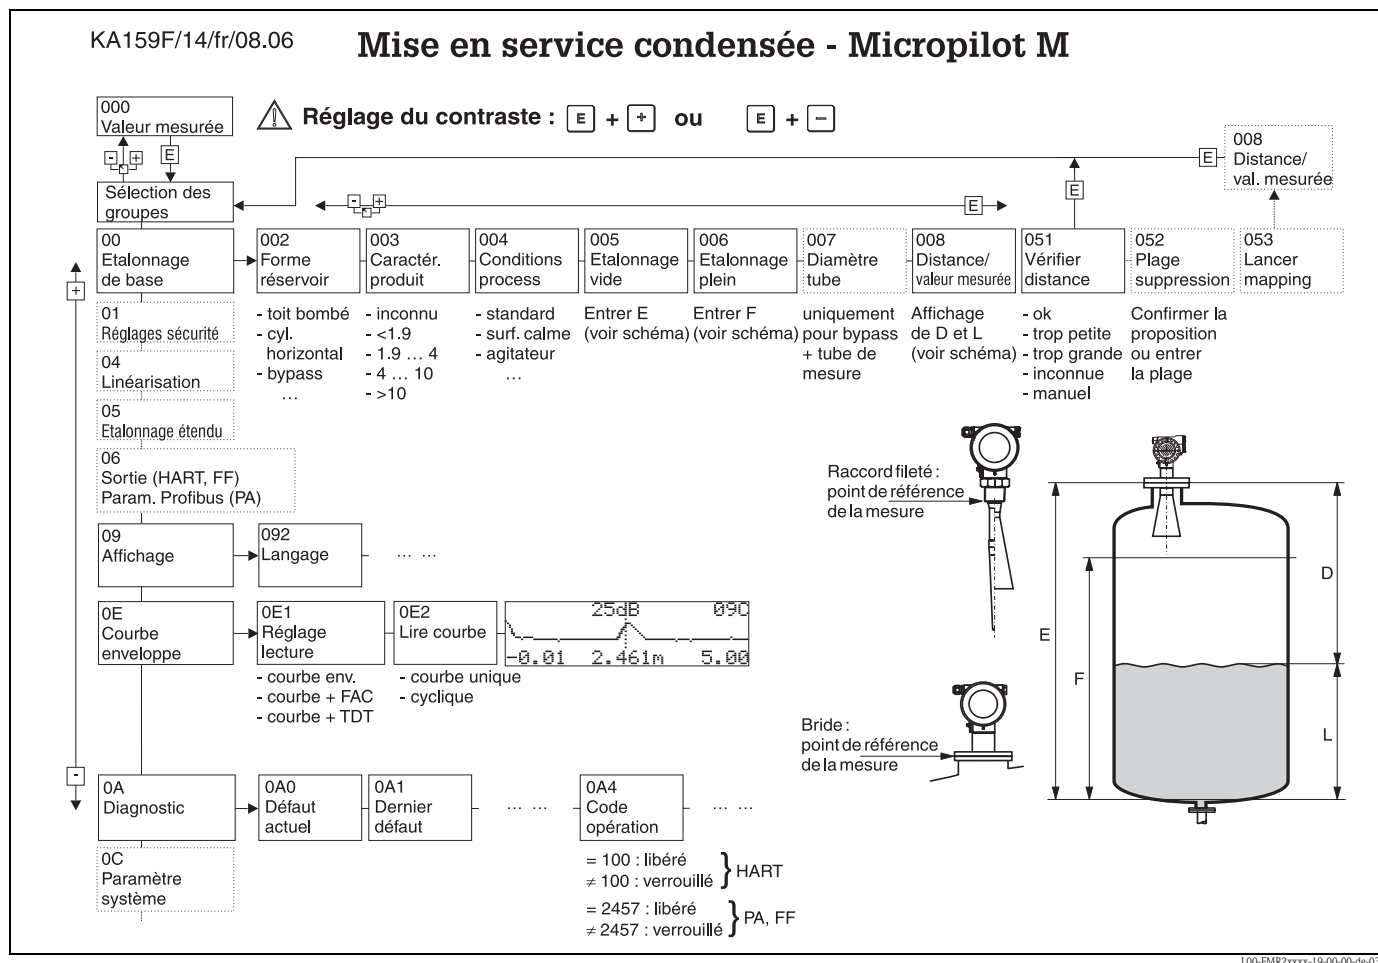 KA159F/14/fr/08.06
Mise en service condensée - Micropilot M
000
Valeur mesurée
Réglage du contraste : E + + ou E + −
- +
E
008
Distance/
val. mesurée
E
E
Sélection des
groupes
- +
E
00
Etalonnage
de base
002
Forme
réservoir
003
Caractér.
produit
004
Conditions
process
005
Etalonnage
vide
006
Etalonnage
plein
007
Diamètre
tube
008
Distance/
valeur mesurée
051
Vérifier
distance
052
Plage
suppression
053
Lancer
mapping
+
- toit bombé
- cyl.
horizontal
- bypass
…
- inconnu
- <1.9
- 1.9 … 4
- 4 … 10
- >10
- standard
- surf. calme
- agitateur
…
Entrer E
(voir schéma)
Entrer F
(voir schéma)
uniquement
pour bypass
+ tube de
mesure
Affichage
de D et L
(voir schéma)
- ok
- trop petite
- trop grande
- inconnue
- manuel
Confirmer la
proposition
ou entrer
la plage
01
Réglages sécurité
04
Linéarisation
05
Etalonnage étendu
06
Sortie (HART, FF)
Param. Profibus (PA)
09
Affichage
092
Langage
… …
0E
Courbe
enveloppe
0E1
Réglage
lecture
0E2
Lire courbe
25dB 09C
-0.01 2.461m 5.00
- courbe env.
- courbe + FAC
- courbe + TDT
- courbe unique
- cyclique
Raccord fileté :
point de référence
de la mesure
Bride :
point de référence
de la mesure
E
F
D
L
-
0A
Diagnostic
0A0
Défaut
actuel
0A1
Dernier
défaut
… …
0A4
Code
opération
… …
0C
Paramètre
système
= 100 : libéré
≠ 100 : verrouillé
} HART
= 2457 : libéré
≠ 2457 : verrouillé
} PA, FF
L00-FMR2xxxx-19-00-00-de-03